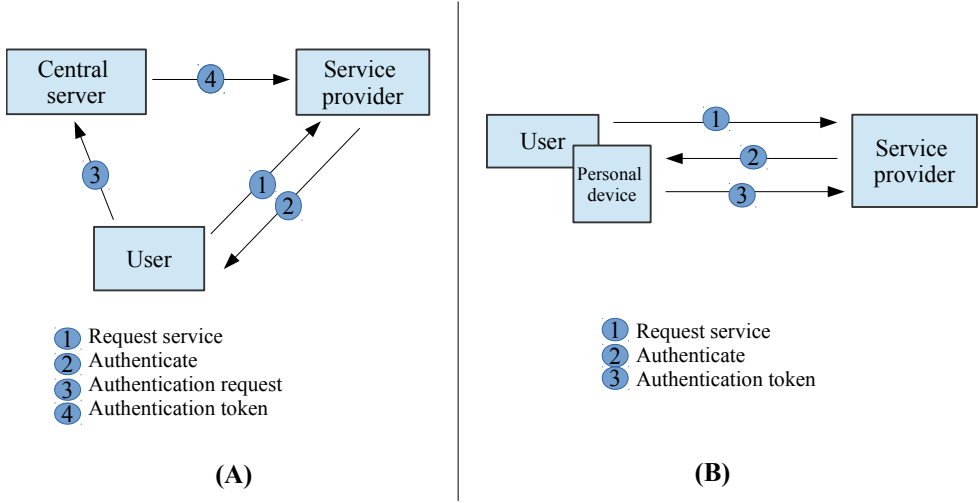 Central
server
4
Service
provider
3
1
2
User
1 Request service
2 Authenticate
3 Authentication request
4 Authentication token
(A)
1
User
2
Personal
device
3
Service
provider
1 Request service
2 Authenticate
3 Authentication token
(B)